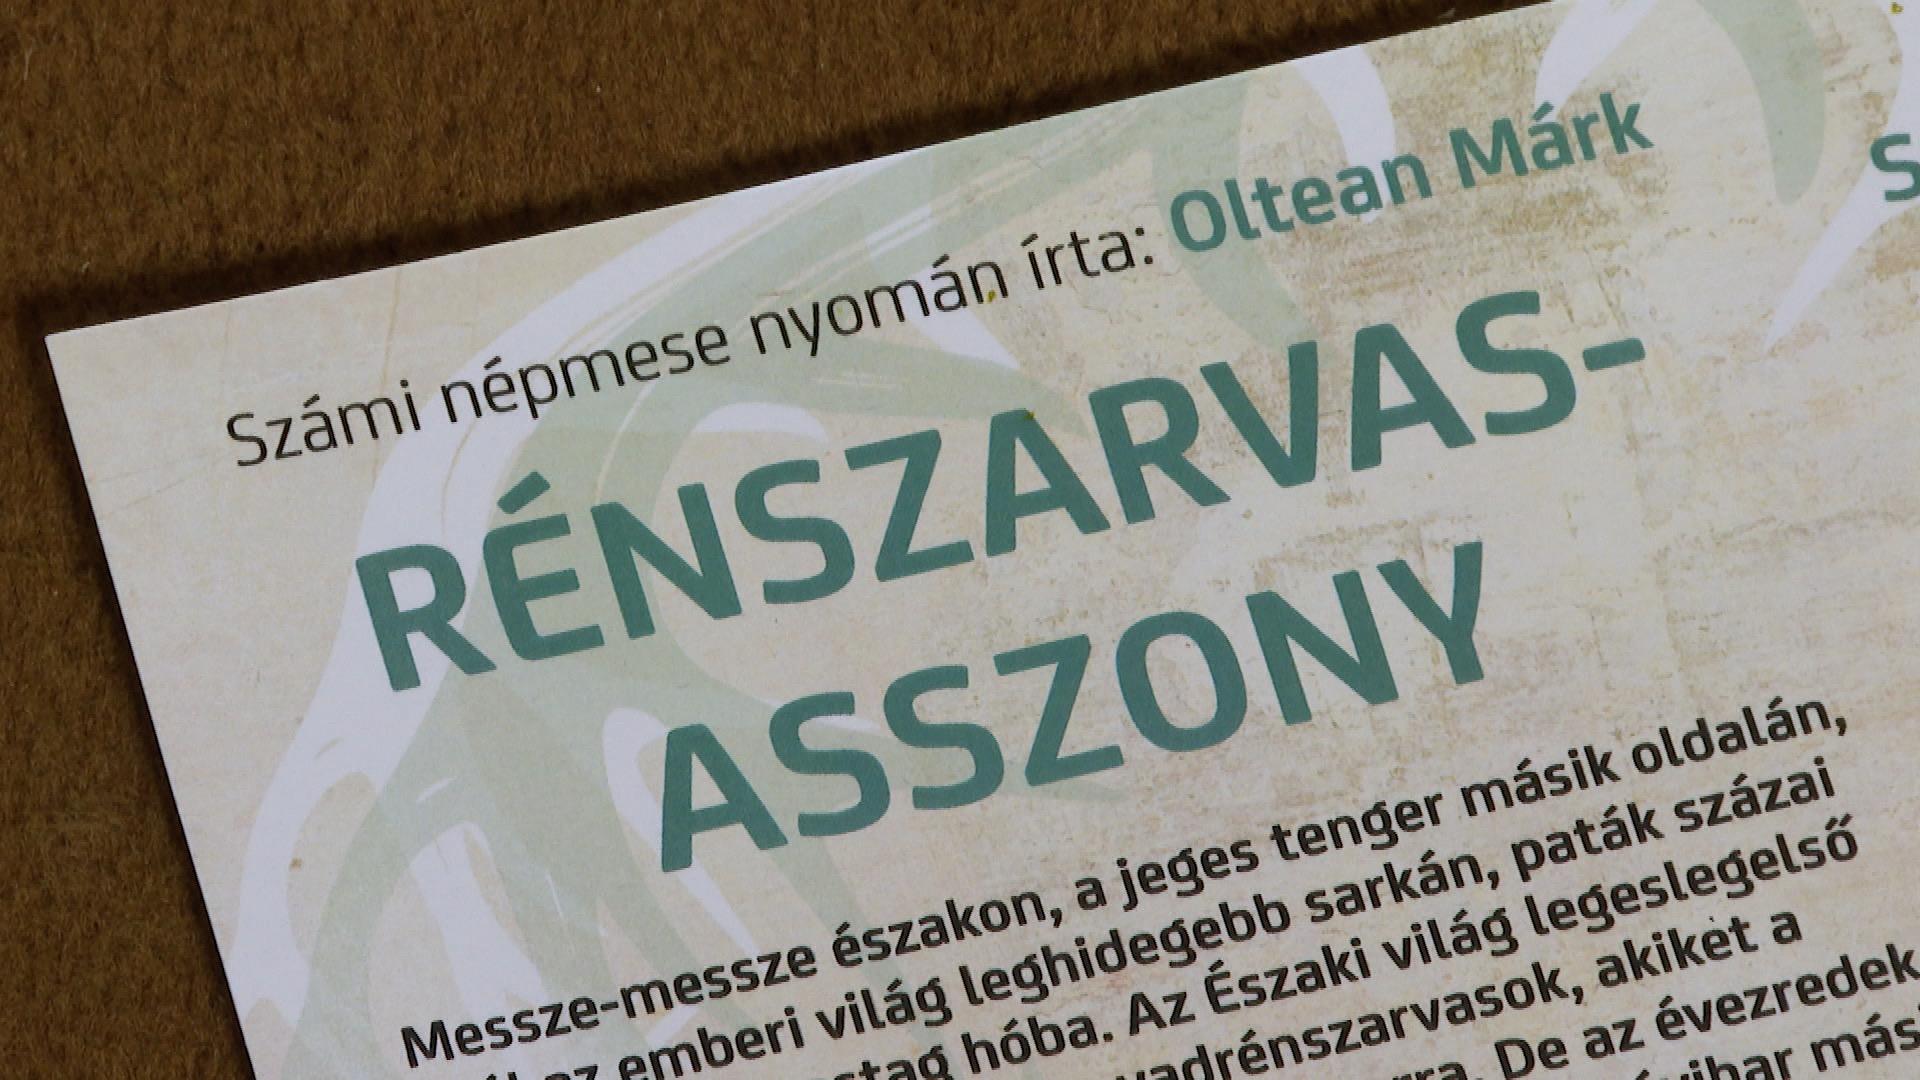 Számi népmese nyomán írta: Oltean Márk
RÉNSZARVAS-
ASSZONY
Messze-messze északon, a jeges tenger másik oldalán,
emberi világ leghidegebb sarkán, paták százai
hóba. Az Északi világ legeslegelső
akiket a
De az évezredek